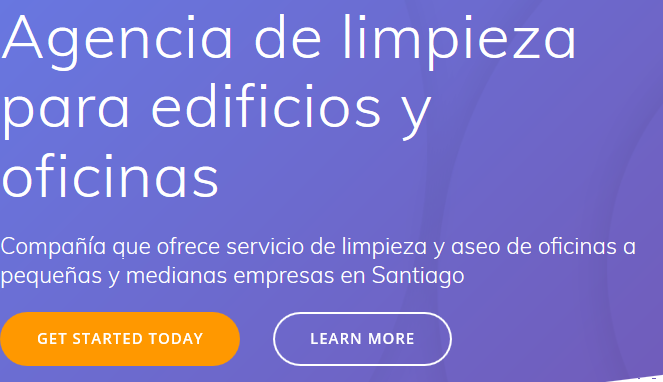 Agencia de limpieza
para edificios y
oficinas
Compañía que ofrece servicio de limpieza y aseo de oficinas a
pequeñas y medianas empresas en Santiago
GET STARTED TODAY
LEARN MORE